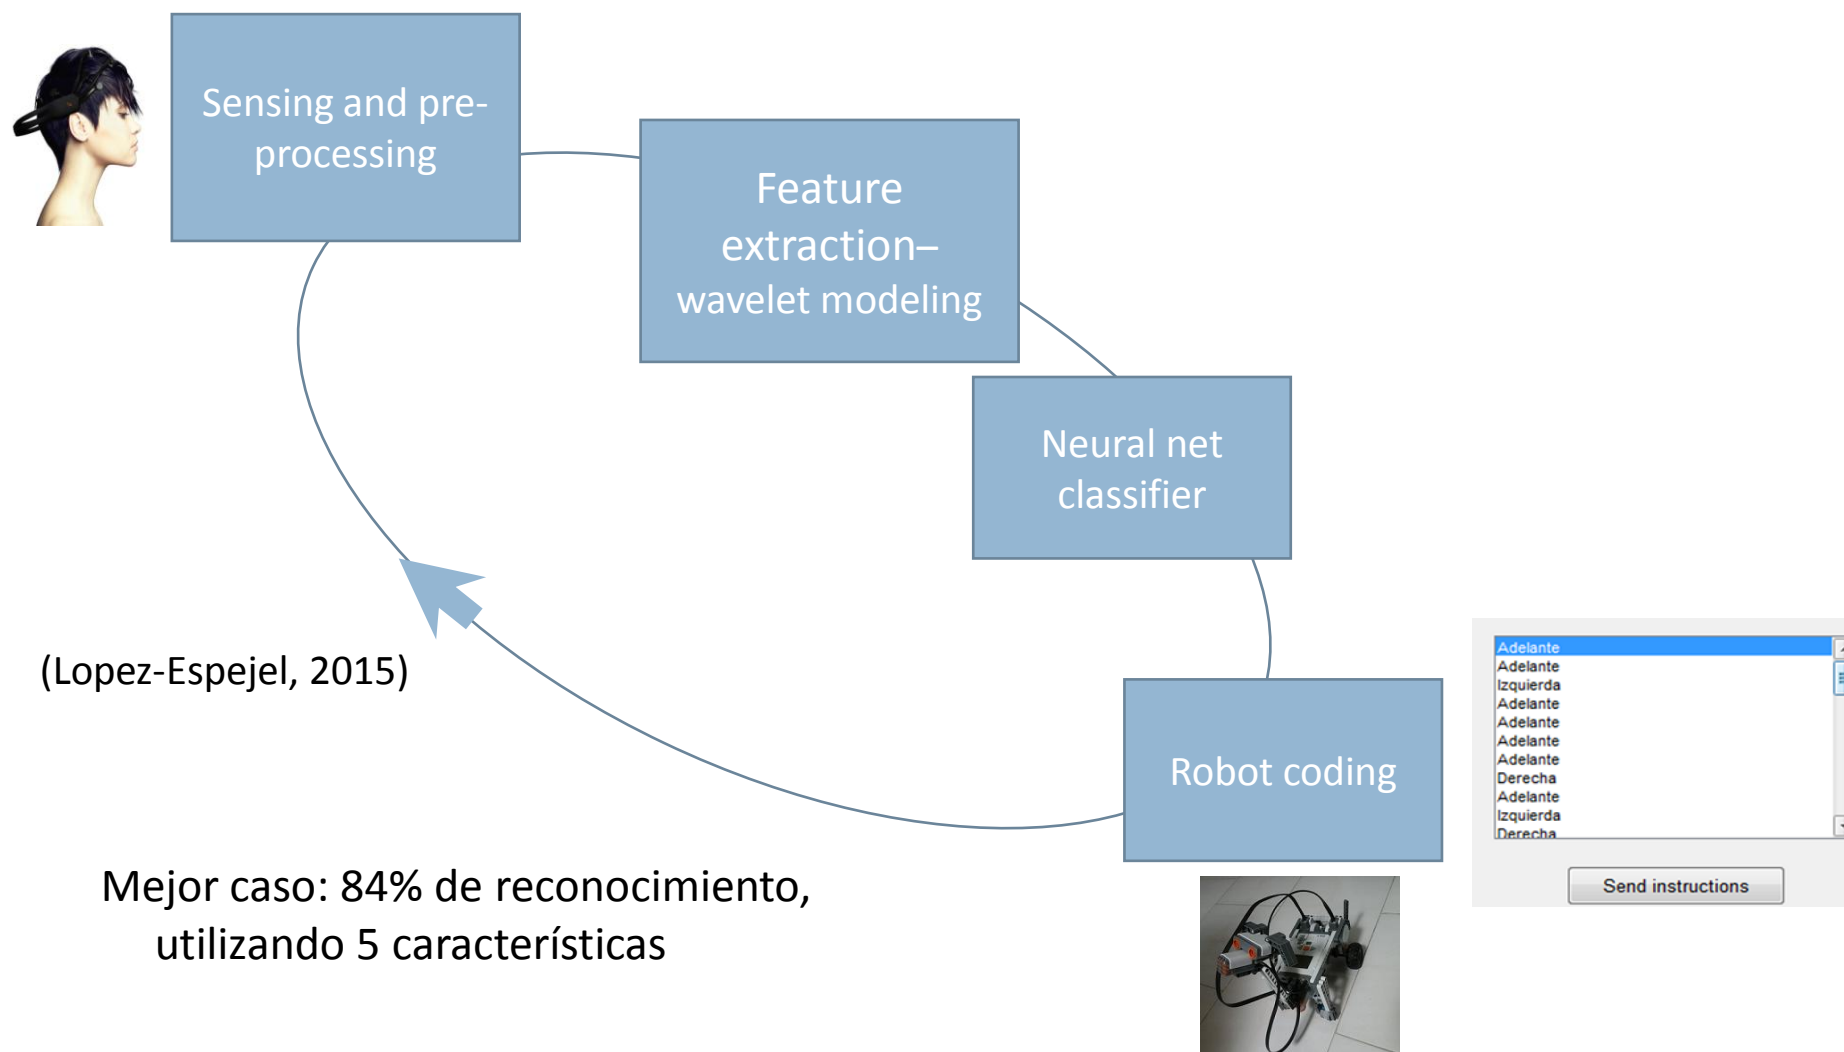 Sensing and pre-
processing
Feature
extraction–
wavelet modeling
Neural net
classifier
Robot coding
(Lopez-Espejel, 2015)
Adelante
Adelante
Izquierda
Adelante
Adelante
Adelante
Adelante
Derecha
Adelante
Izquierda
Derecha
Send instructions
Mejor caso: 84% de reconocimiento,
utilizando 5 características